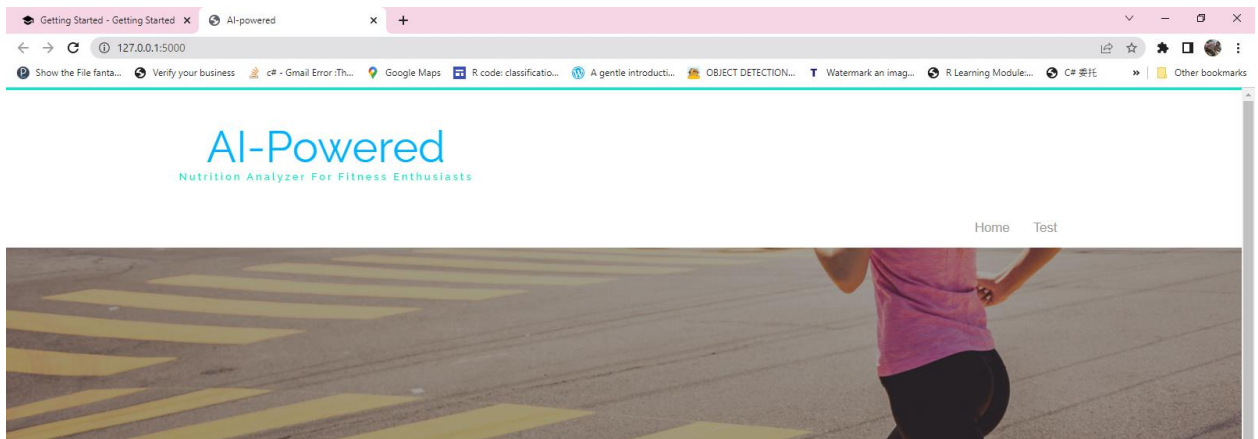 Getting Started - Getting Started
AI-powered
127.0.0.1:5000
Show the File fanta... Verify your business c# - Gmail Error :Th... Google Maps R code: classificatio... A gentle introducti... OBJECT DETECTION... T Watermark an imag... R Learning Module:... C# 委托 » Other bookmarks
AI-Powered
Nutrition Analyzer For Fitness Enthusiasts
Home Test